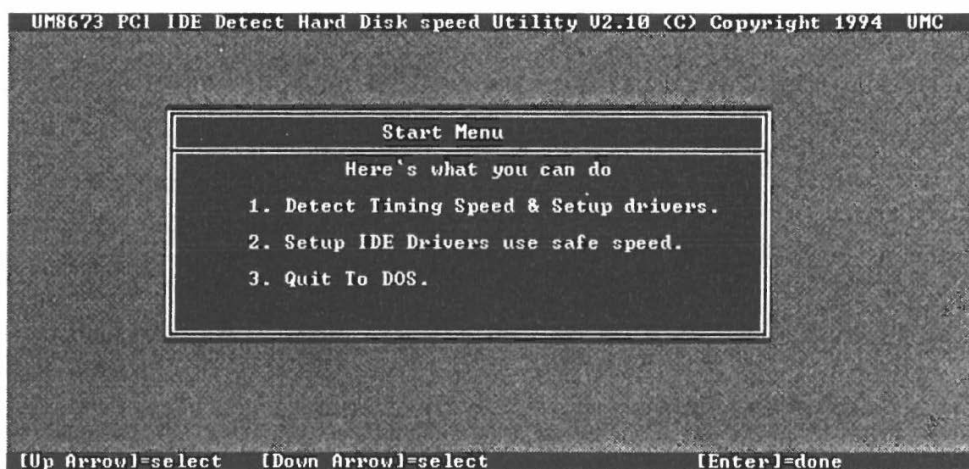 UM8673 PCI IDE Detect Hard Disk speed Utility V2.10 (C) Copyright 1994 UMC
Start Menu
Here's what you can do
1. Detect Timing Speed & Setup drivers.
2. Setup IDE Drivers use safe speed.
3. Quit To DOS.
[Up Arrow]=select [Down Arrow]=select [Enter]=done